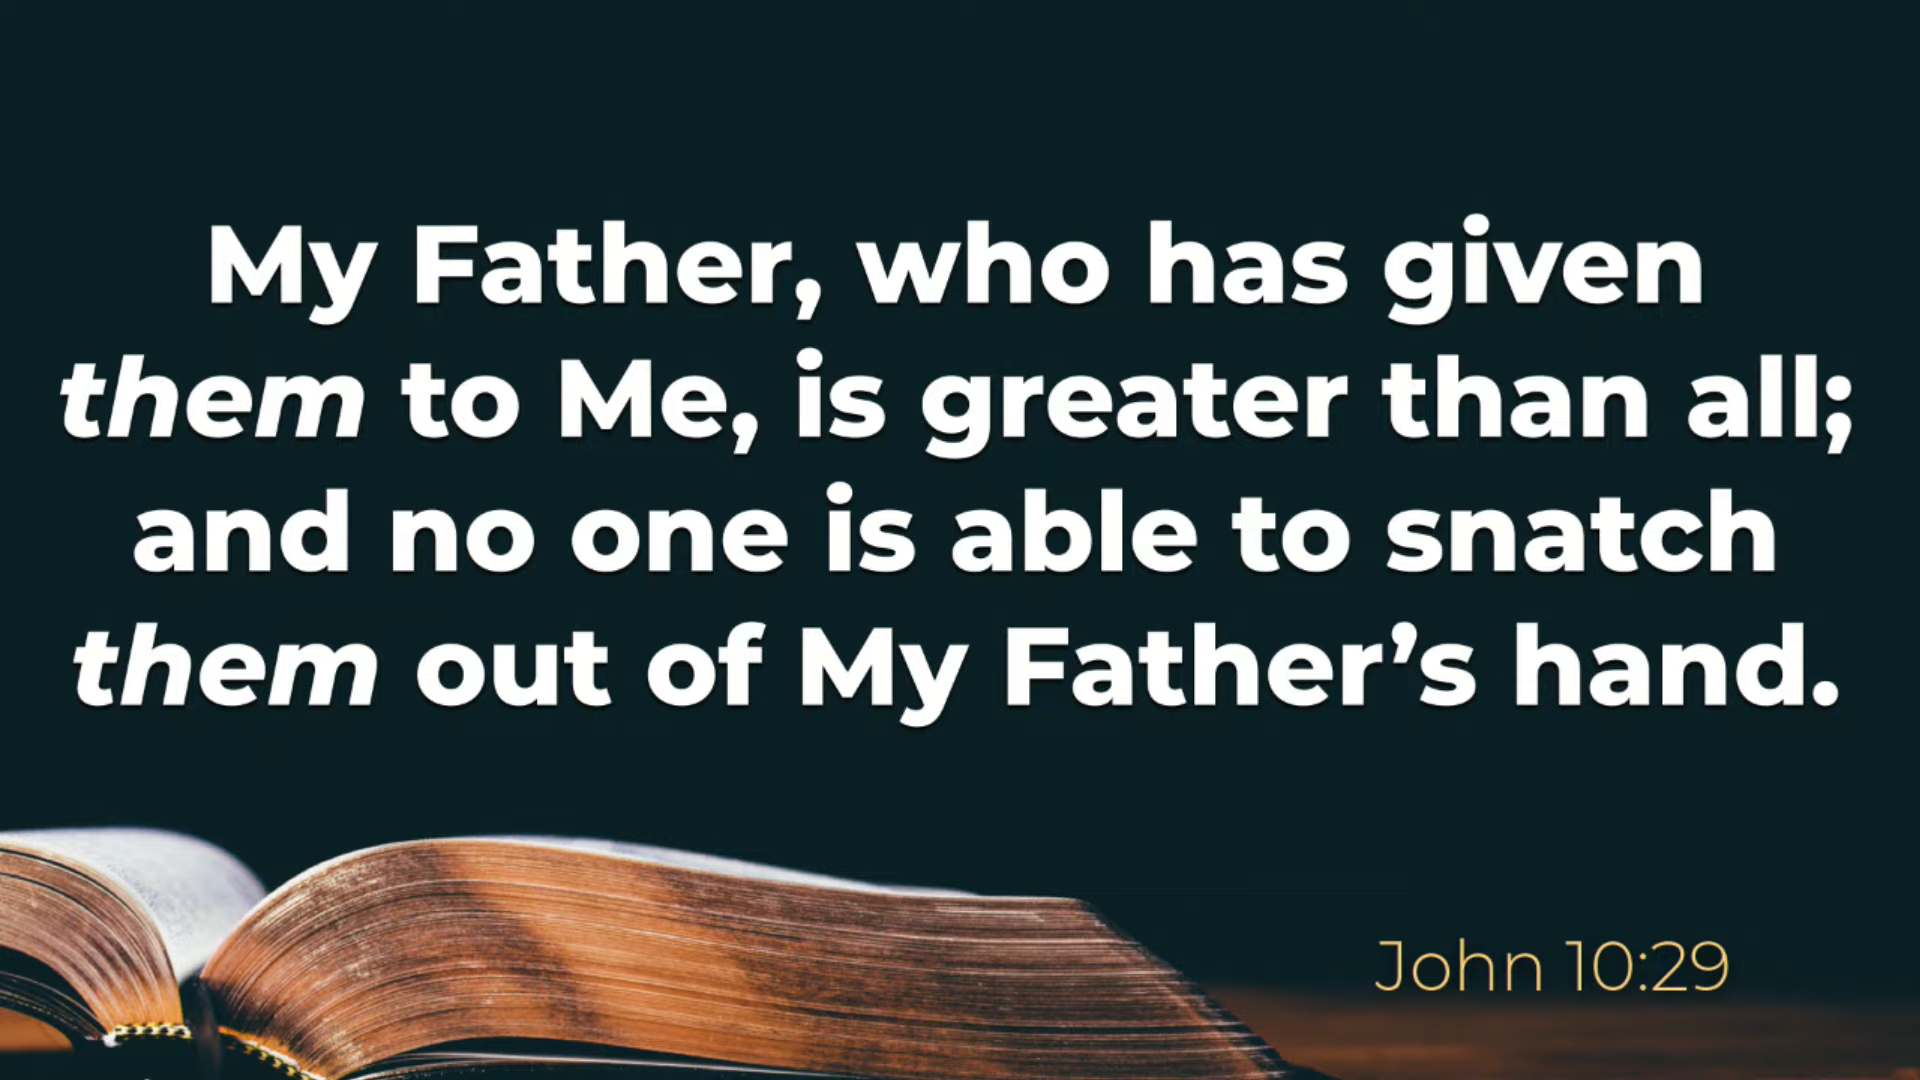 My Father, who has given
them to Me, is greater than all;
and no one is able to snatch
them out of My Father’s hand.
John 10:29